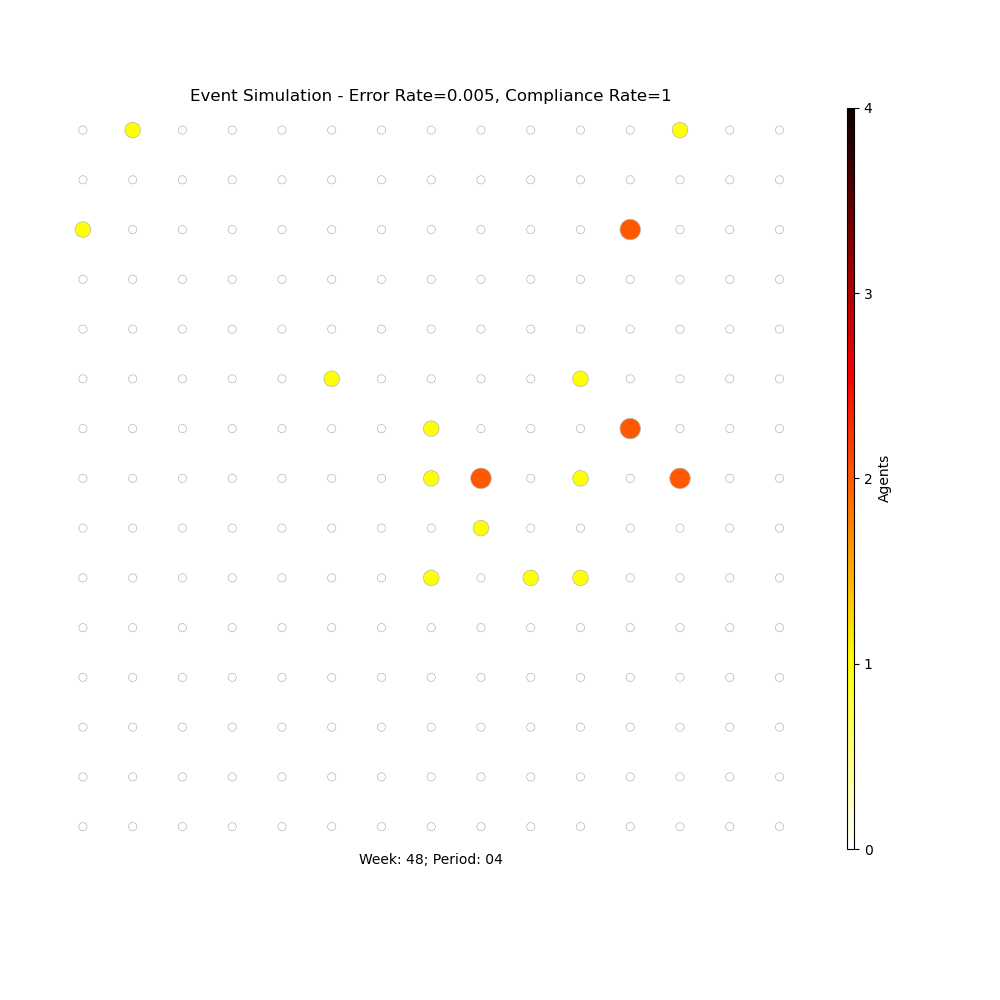 Event Simulation - Error Rate=0.005, Compliance Rate=1
4
3
2
1
0
Agents
Week: 48; Period: 04